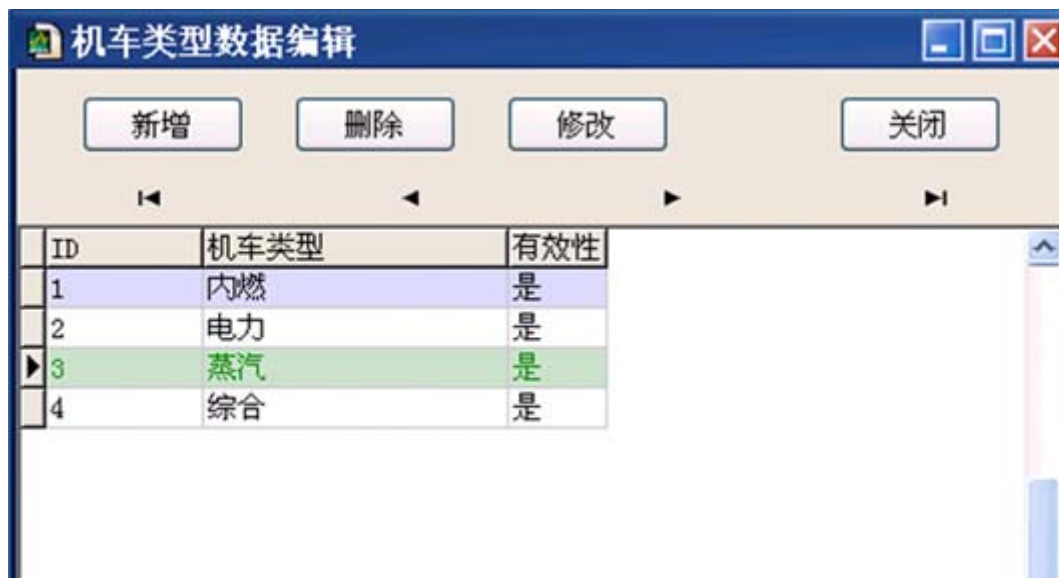 机车类型数据编辑
新增 删除 修改 关闭
ID 机车类型 有效性
1 内燃 是
2 电力 是
3 蒸汽 是
4 综合 是